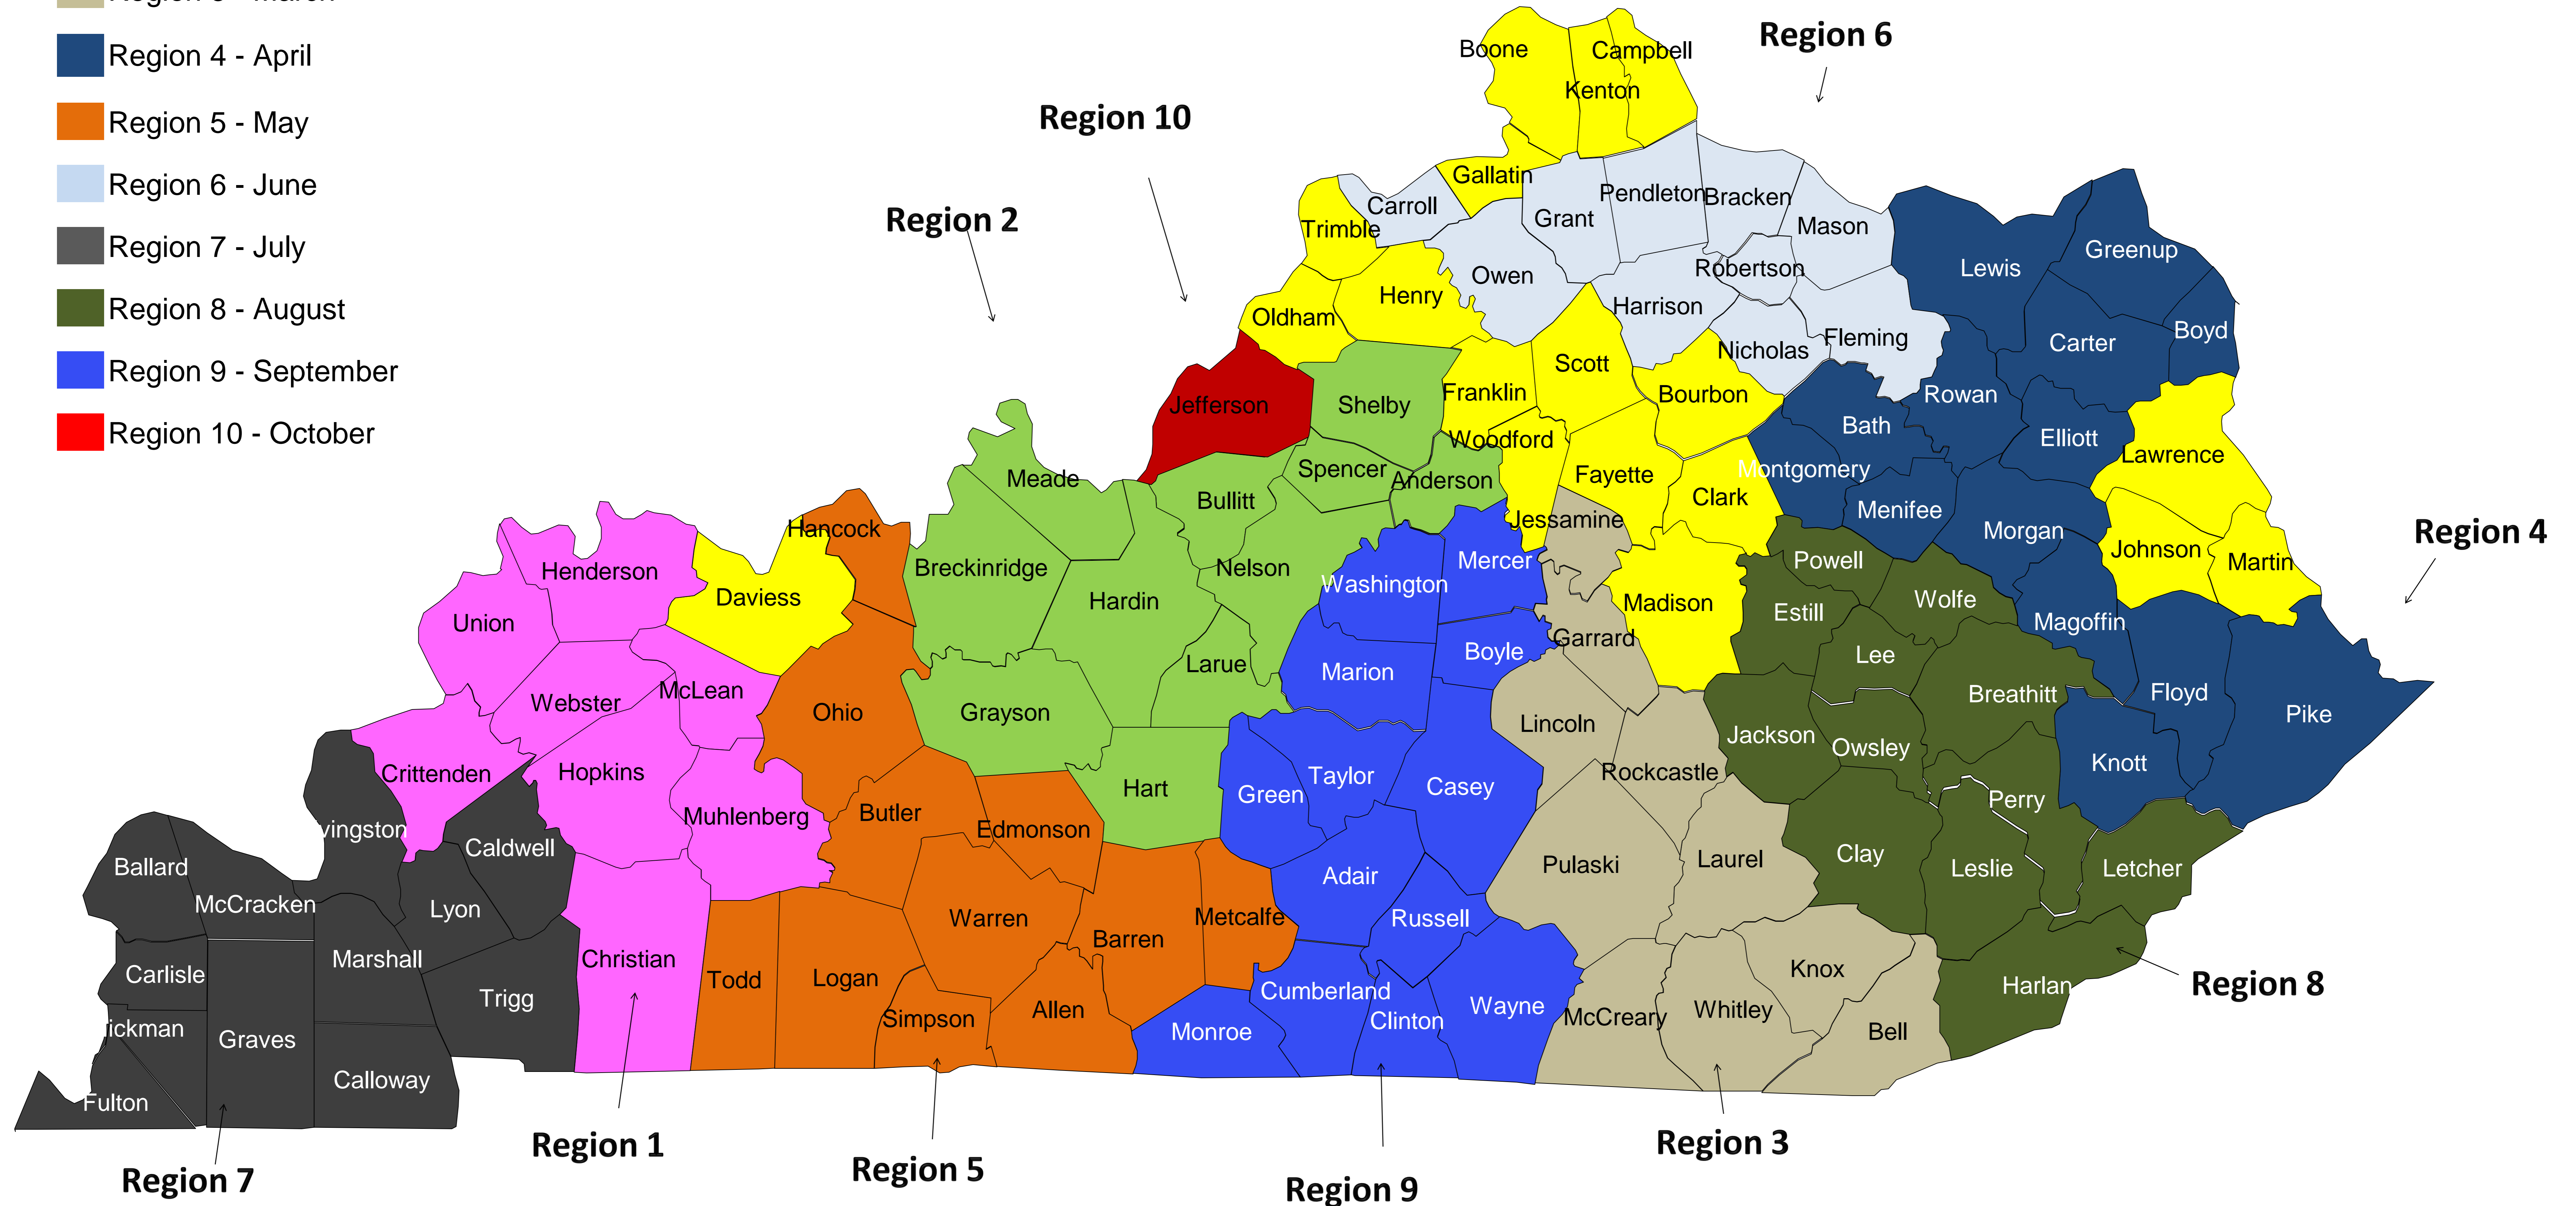 Region 4 - April
Region 5 - May
Region 6 - June
Region 7 - July
Region 8 - August
Region 9 - September
Region 10 - October
Region 6
Region 10
Region 2
Region 4
Region 8
Region 3
Region 9
Region 5
Region 1
Region 7
Boone
Campbell
Kenton
Gallatin
Carroll
Trimble
Grant
Pendleton
Bracken
Mason
Owen
Robertson
Lewis
Greenup
Henry
Harrison
Oldham
Fleming
Nicholas
Carter
Boyd
Scott
Franklin
Bourbon
Rowan
Jefferson
Shelby
Bath
Elliott
Woodford
Lawrence
Spencer
Anderson
Fayette
Montgomery
Meade
Bullitt
Clark
Menifee
Jessamine
Hancock
Morgan
Johnson
Martin
Mercer
Powell
Henderson
Breckinridge
Nelson
Washington
Daviess
Hardin
Madison
Estill
Wolfe
Union
Magoffin
Garrard
Boyle
Lee
Larue
Marion
McLean
Webster
Breathitt
Floyd
Ohio
Grayson
Lincoln
Pike
Jackson
Owsley
Crittenden
Hopkins
Knott
Rockcastle
Taylor
Hart
Green
Casey
Perry
Muhlenberg
Butler
Edmonson
vingston
Caldwell
Ballard
Pulaski
Laurel
Clay
Leslie
Letcher
Adair
McCracken
Lyon
Warren
Metcalfe
Russell
Barren
Marshall
Christian
Carlisle
Todd
Logan
Knox
Harlan
Trigg
Cumberland
Wayne
Allen
Simpson
McCreary
Whitley
Clinton
Monroe
Bell
ickman
Graves
Calloway
Fulton